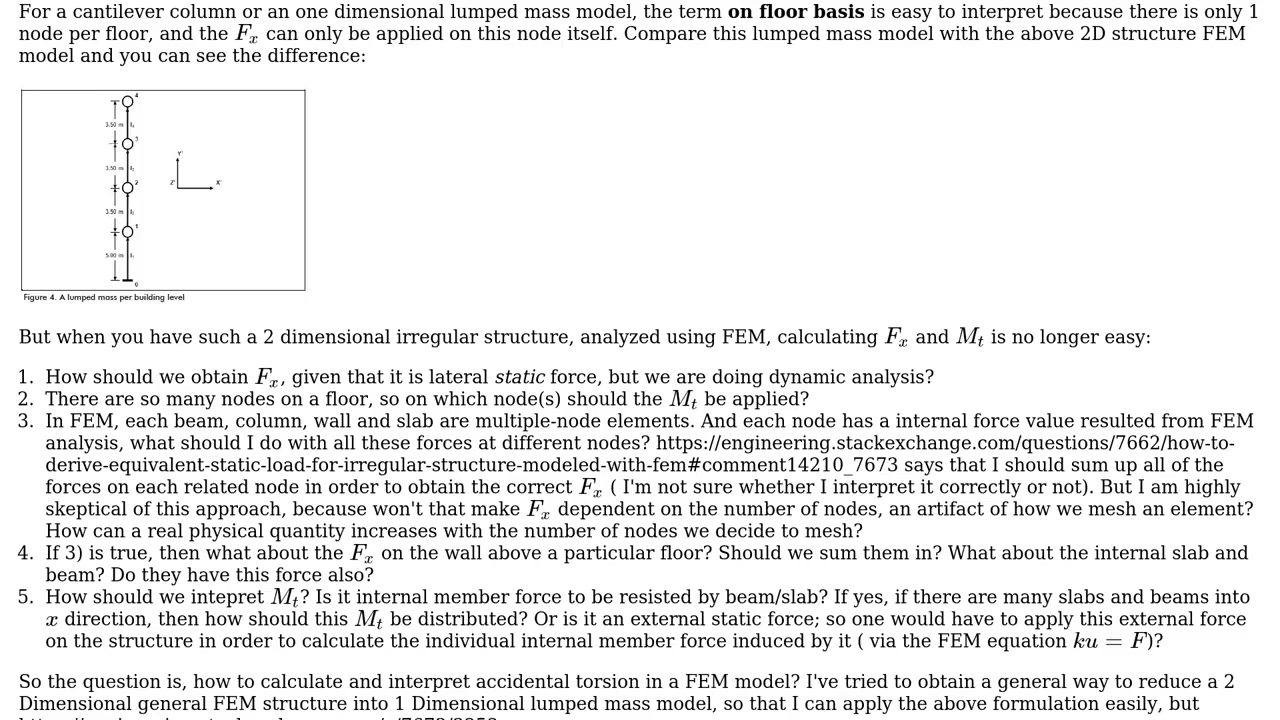 For a cantilever column or an one dimensional lumped mass model, the term on floor basis is easy to interpret because there is only 1
node per floor, and the Fx can only be applied on this node itself. Compare this lumped mass model with the above 2D structure FEM
model and you can see the difference:
4
3.50 m
3
3.50 m
2
3.50 m
1
5.00 m
0
Y'
Z'
X'
Figure 4. A lumped mass per building level
But when you have such a 2 dimensional irregular structure, analyzed using FEM, calculating Fx and Mt is no longer easy:
1. How should we obtain Fx, given that it is lateral static force, but we are doing dynamic analysis?
2. There are so many nodes on a floor, so on which node(s) should the Mt be applied?
3. In FEM, each beam, column, wall and slab are multiple-node elements. And each node has a internal force value resulted from FEM
analysis, what should I do with all these forces at different nodes? https://engineering.stackexchange.com/questions/7662/how-to-
derive-equivalent-static-load-for-irregular-structure-modeled-with-fem#comment14210_7673 says that I should sum up all of the
forces on each related node in order to obtain the correct Fx ( I'm not sure whether I interpret it correctly or not). But I am highly
skeptical of this approach, because won't that make Fx dependent on the number of nodes, an artifact of how we mesh an element?
How can a real physical quantity increases with the number of nodes we decide to mesh?
4. If 3) is true, then what about the Fx on the wall above a particular floor? Should we sum them in? What about the internal slab and
beam? Do they have this force also?
5. How should we intepret Mt? Is it internal member force to be resisted by beam/slab? If yes, if there are many slabs and beams into
x direction, then how should this Mt be distributed? Or is it an external static force; so one would have to apply this external force
on the structure in order to calculate the individual internal member force induced by it ( via the FEM equation ku = F)?
So the question is, how to calculate and interpret accidental torsion in a FEM model? I've tried to obtain a general way to reduce a 2
Dimensional general FEM structure into 1 Dimensional lumped mass model, so that I can apply the above formulation easily, but